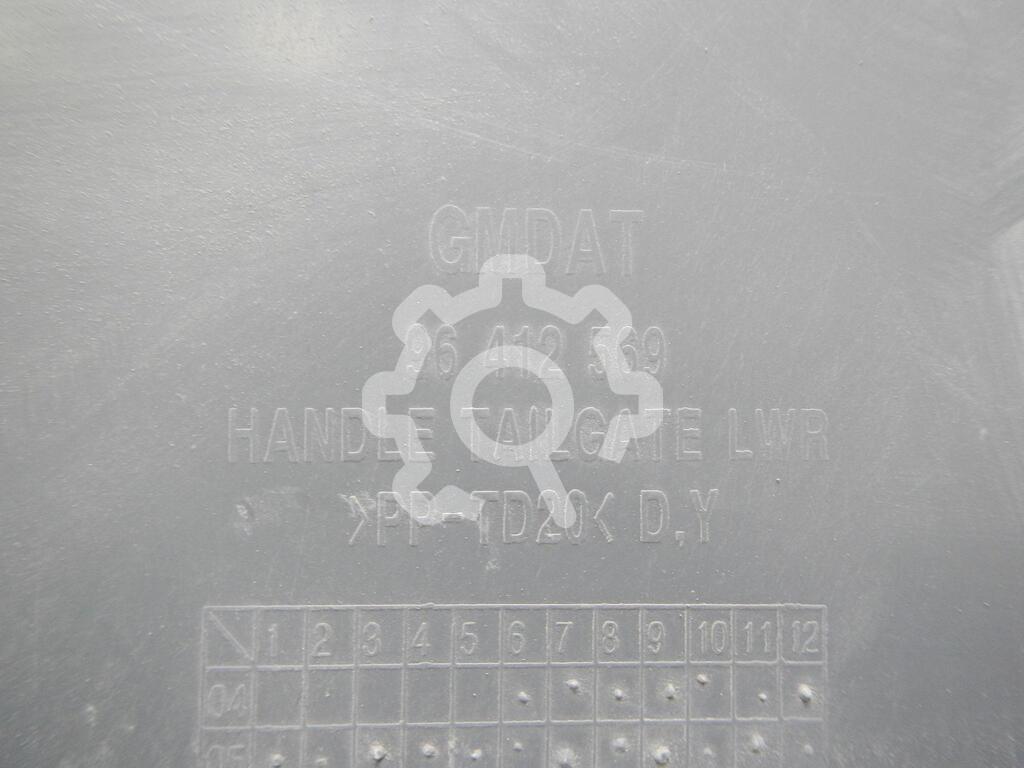 GMDAT
96 412 569
HANDLE TAILGATE LWR
>PP-TD20< D,Y
1 2 3 4 5 6 7 8 9 10 11 12
04
05